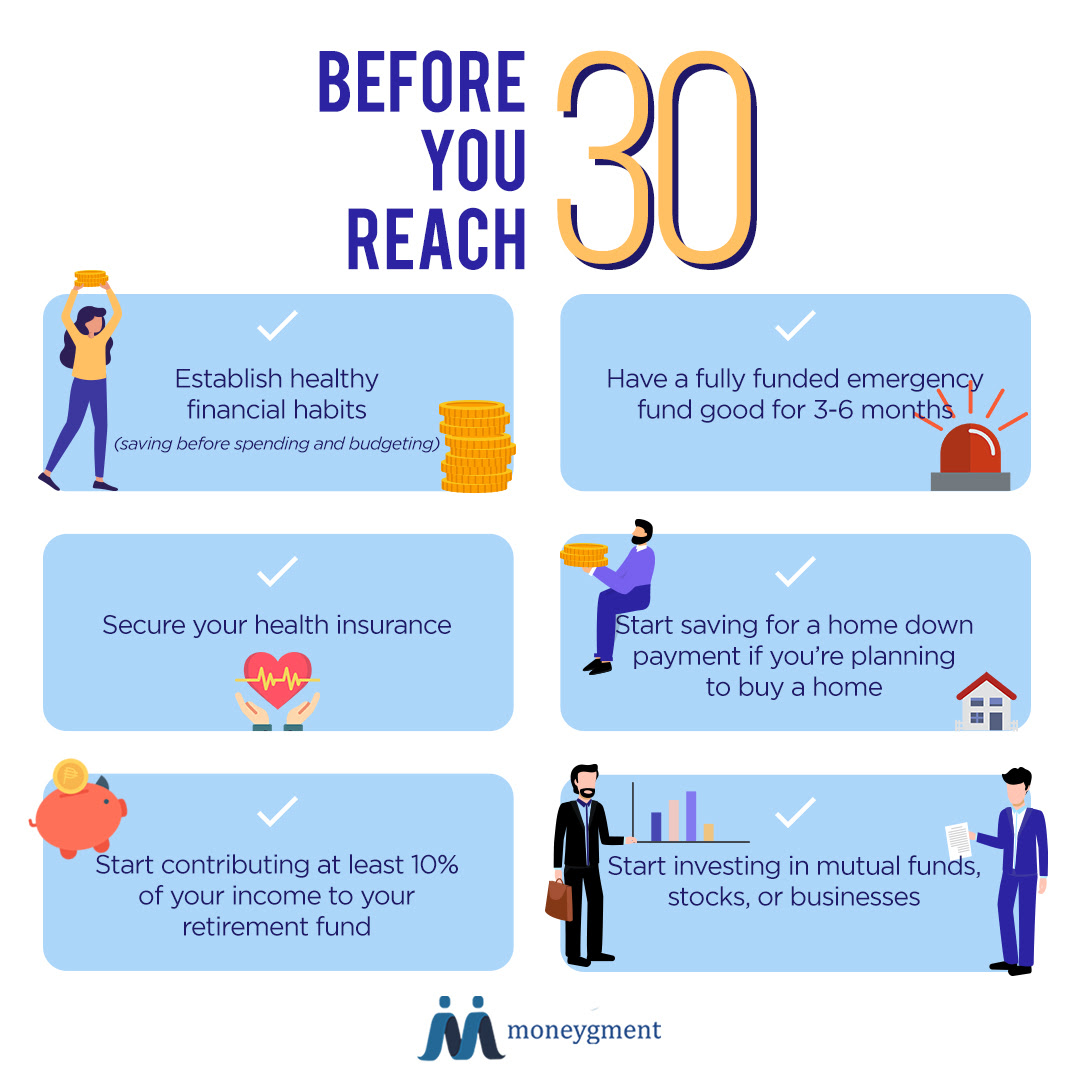 BEFORE
YOU
REACH
30
Establish healthy
financial habits
(saving before spending and budgeting)
Have a fully funded emergency
fund good for 3-6 months
Secure your health insurance
Start saving for a home down
payment if you’re planning
to buy a home
Start contributing at least 10%
of your income to your
retirement fund
Start investing in mutual funds,
stocks, or businesses
moneygment